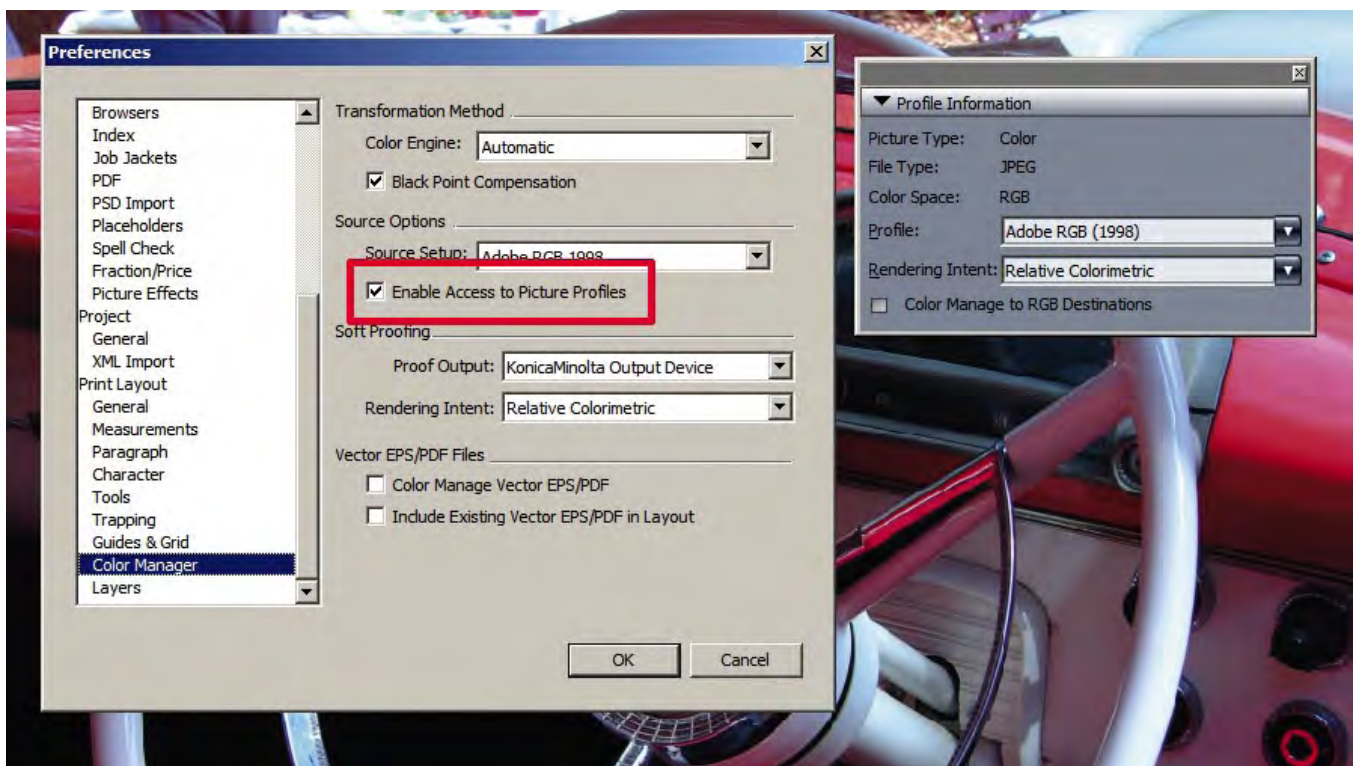 Preferences
Browsers
Index
Job Jackets
PDF
PSD Import
Placeholders
Spell Check
Fraction/Price
Picture Effects
Project
General
XML Import
Print Layout
General
Measurements
Paragraph
Character
Tools
Trapping
Guides & Grid
Color Manager
Layers
Transformation Method
Color Engine: Automatic
Black Point Compensation
Source Options
Source Setup: Adobe RGB 1998
Enable Access to Picture Profiles
Soft Proofing
Proof Output: KonicaMinolta Output Device
Rendering Intent: Relative Colorimetric
Vector EPS/PDF Files
Color Manage Vector EPS/PDF
Include Existing Vector EPS/PDF in Layout
OK Cancel
Profile Information
Picture Type: Color
File Type: JPEG
Color Space: RGB
Profile: Adobe RGB (1998)
Rendering Intent: Relative Colorimetric
Color Manage to RGB Destinations